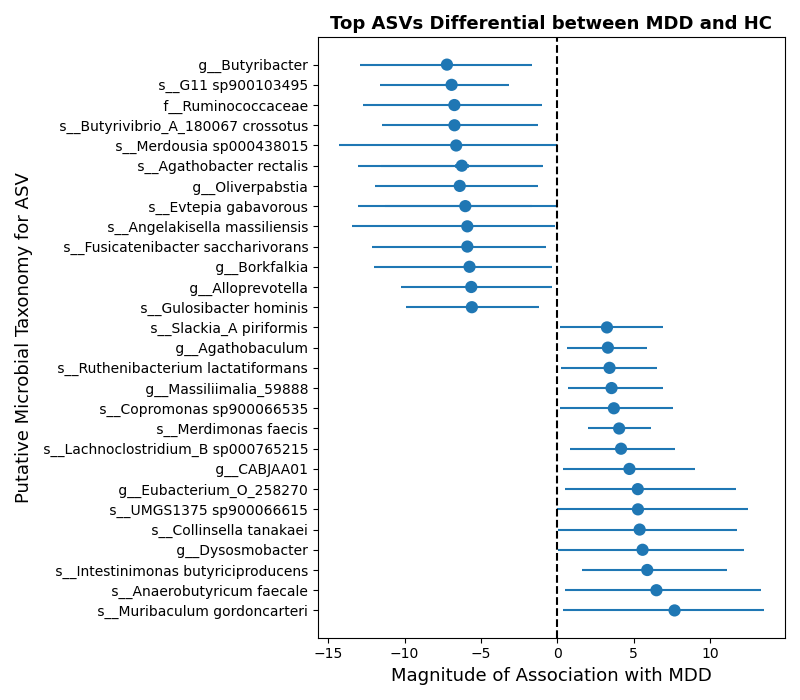 Top ASVs Differential between MDD and HC
Putative Microbial Taxonomy for ASV
g__Butyribacter
s__G11 sp900103495
f__Ruminococcaceae
s__Butyrivibrio_A_180067 crossotus
s__Merdousia sp000438015
s__Agathobacter rectalis
g__Oliverpabstia
s__Evtepia gabavorous
s__Angelakisella massiliensis
s__Fusicatenibacter saccharivorans
g__Borkfalkia
g__Alloprevotella
s__Gulosibacter hominis
s__Slackia_A piriformis
g__Agathobaculum
s__Ruthenibacterium lactatiformans
g__Massiliimalia_59888
s__Copromonas sp900066535
s__Merdimonas faecis
s__Lachnoclostridium_B sp000765215
g__CABJAA01
g__Eubacterium_O_258270
s__UMGS1375 sp900066615
s__Collinsella tanakaei
g__Dysosmobacter
s__Intestinimonas butyriciproducens
s__Anaerobutyricum faecale
s__Muribaculum gordoncarteri
−15 −10 −5 0 5 10
Magnitude of Association with MDD